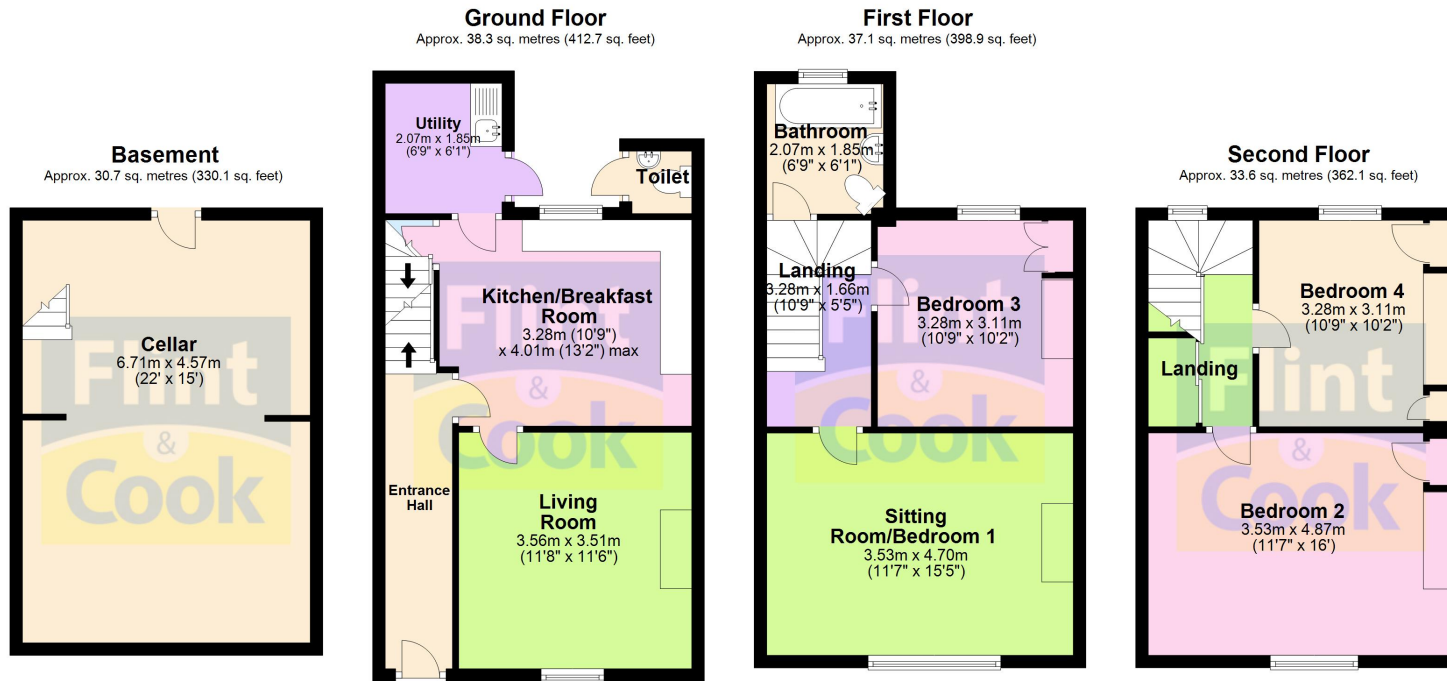 Basement
Approx. 30.7 sq. metres (330.1 sq. feet)
Cellar
6.71m x 4.57m
(22' x 15')
Flint
&
Cook
Ground Floor
Approx. 38.3 sq. metres (412.7 sq. feet)
Utility
2.07m x 1.85m
(6'9" x 6'1")
Toilet
Kitchen/Breakfast
Room
3.28m (10'9")
x 4.01m (13'2") max
Entrance
Hall
Living
Room
3.56m x 3.51m
(11'8" x 11'6")
Flint
&
Cook
First Floor
Approx. 37.1 sq. metres (398.9 sq. feet)
Bathroom
2.07m x 1.85m
(6'9" x 6'1")
Landing
3.28m x 1.66m
(10'9" x 5'5")
Bedroom 3
3.28m x 3.11m
(10'9" x 10'2")
Sitting
Room/Bedroom 1
3.53m x 4.70m
(11'7" x 15'5")
Flint
&
Cook
Second Floor
Approx. 33.6 sq. metres (362.1 sq. feet)
Bedroom 4
3.28m x 3.11m
(10'9" x 10'2")
Landing
Bedroom 2
3.53m x 4.87m
(11'7" x 16')
Flint
&
Cook